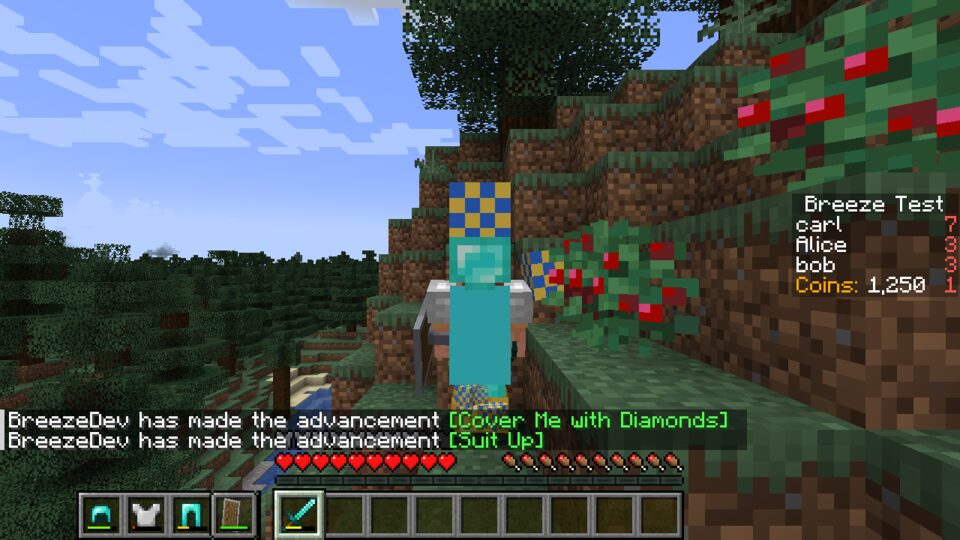 Breeze Test
carl 7
Alice 3
bob 3
Coins: 1,250 1
BreezeDev has made the advancement [Cover Me with Diamonds]
BreezeDev has made the advancement [Suit Up]